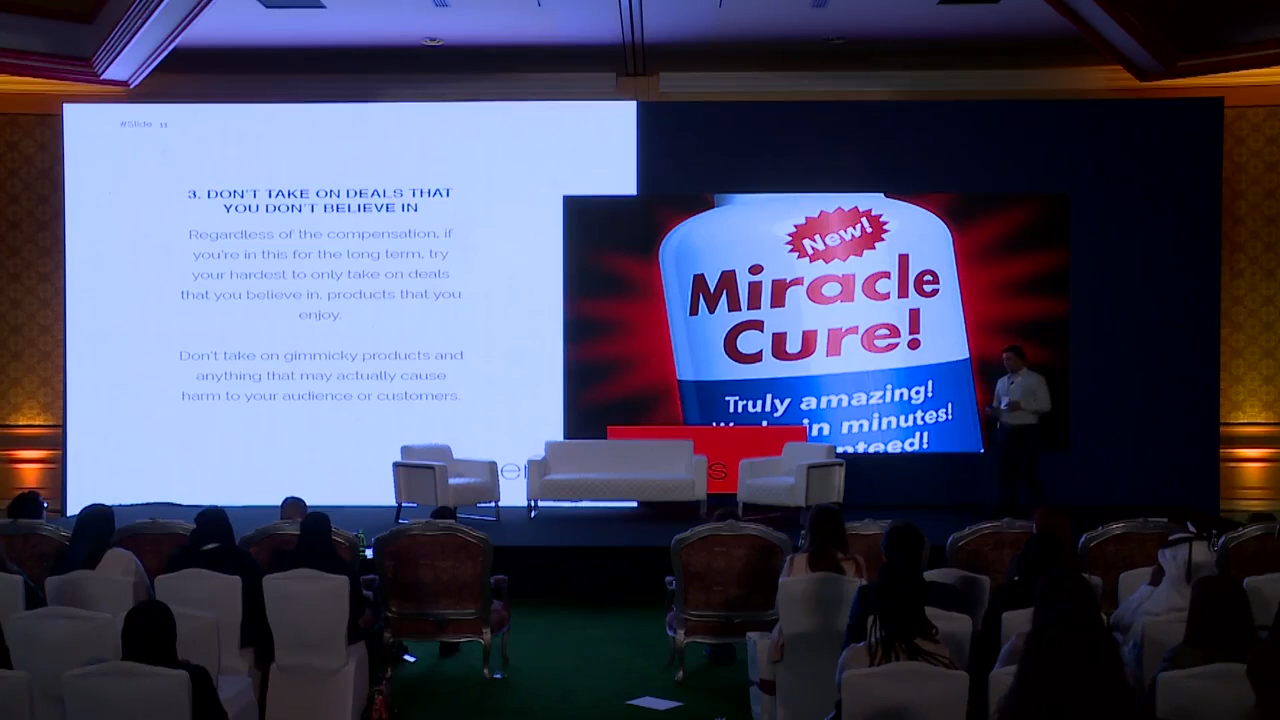 #Slide 11
3. DON'T TAKE ON DEALS THAT
YOU DON'T BELIEVE IN
Regardless of the compensation, if
you're in this for the long term, try
your hardest to only take on deals
that you believe in, products that you
enjoy.
Don't take on gimmicky products and
anything that may actually cause
harm to your audience or customers.
New!
Miracle
Cure!
Truly amazing!
in minutes!